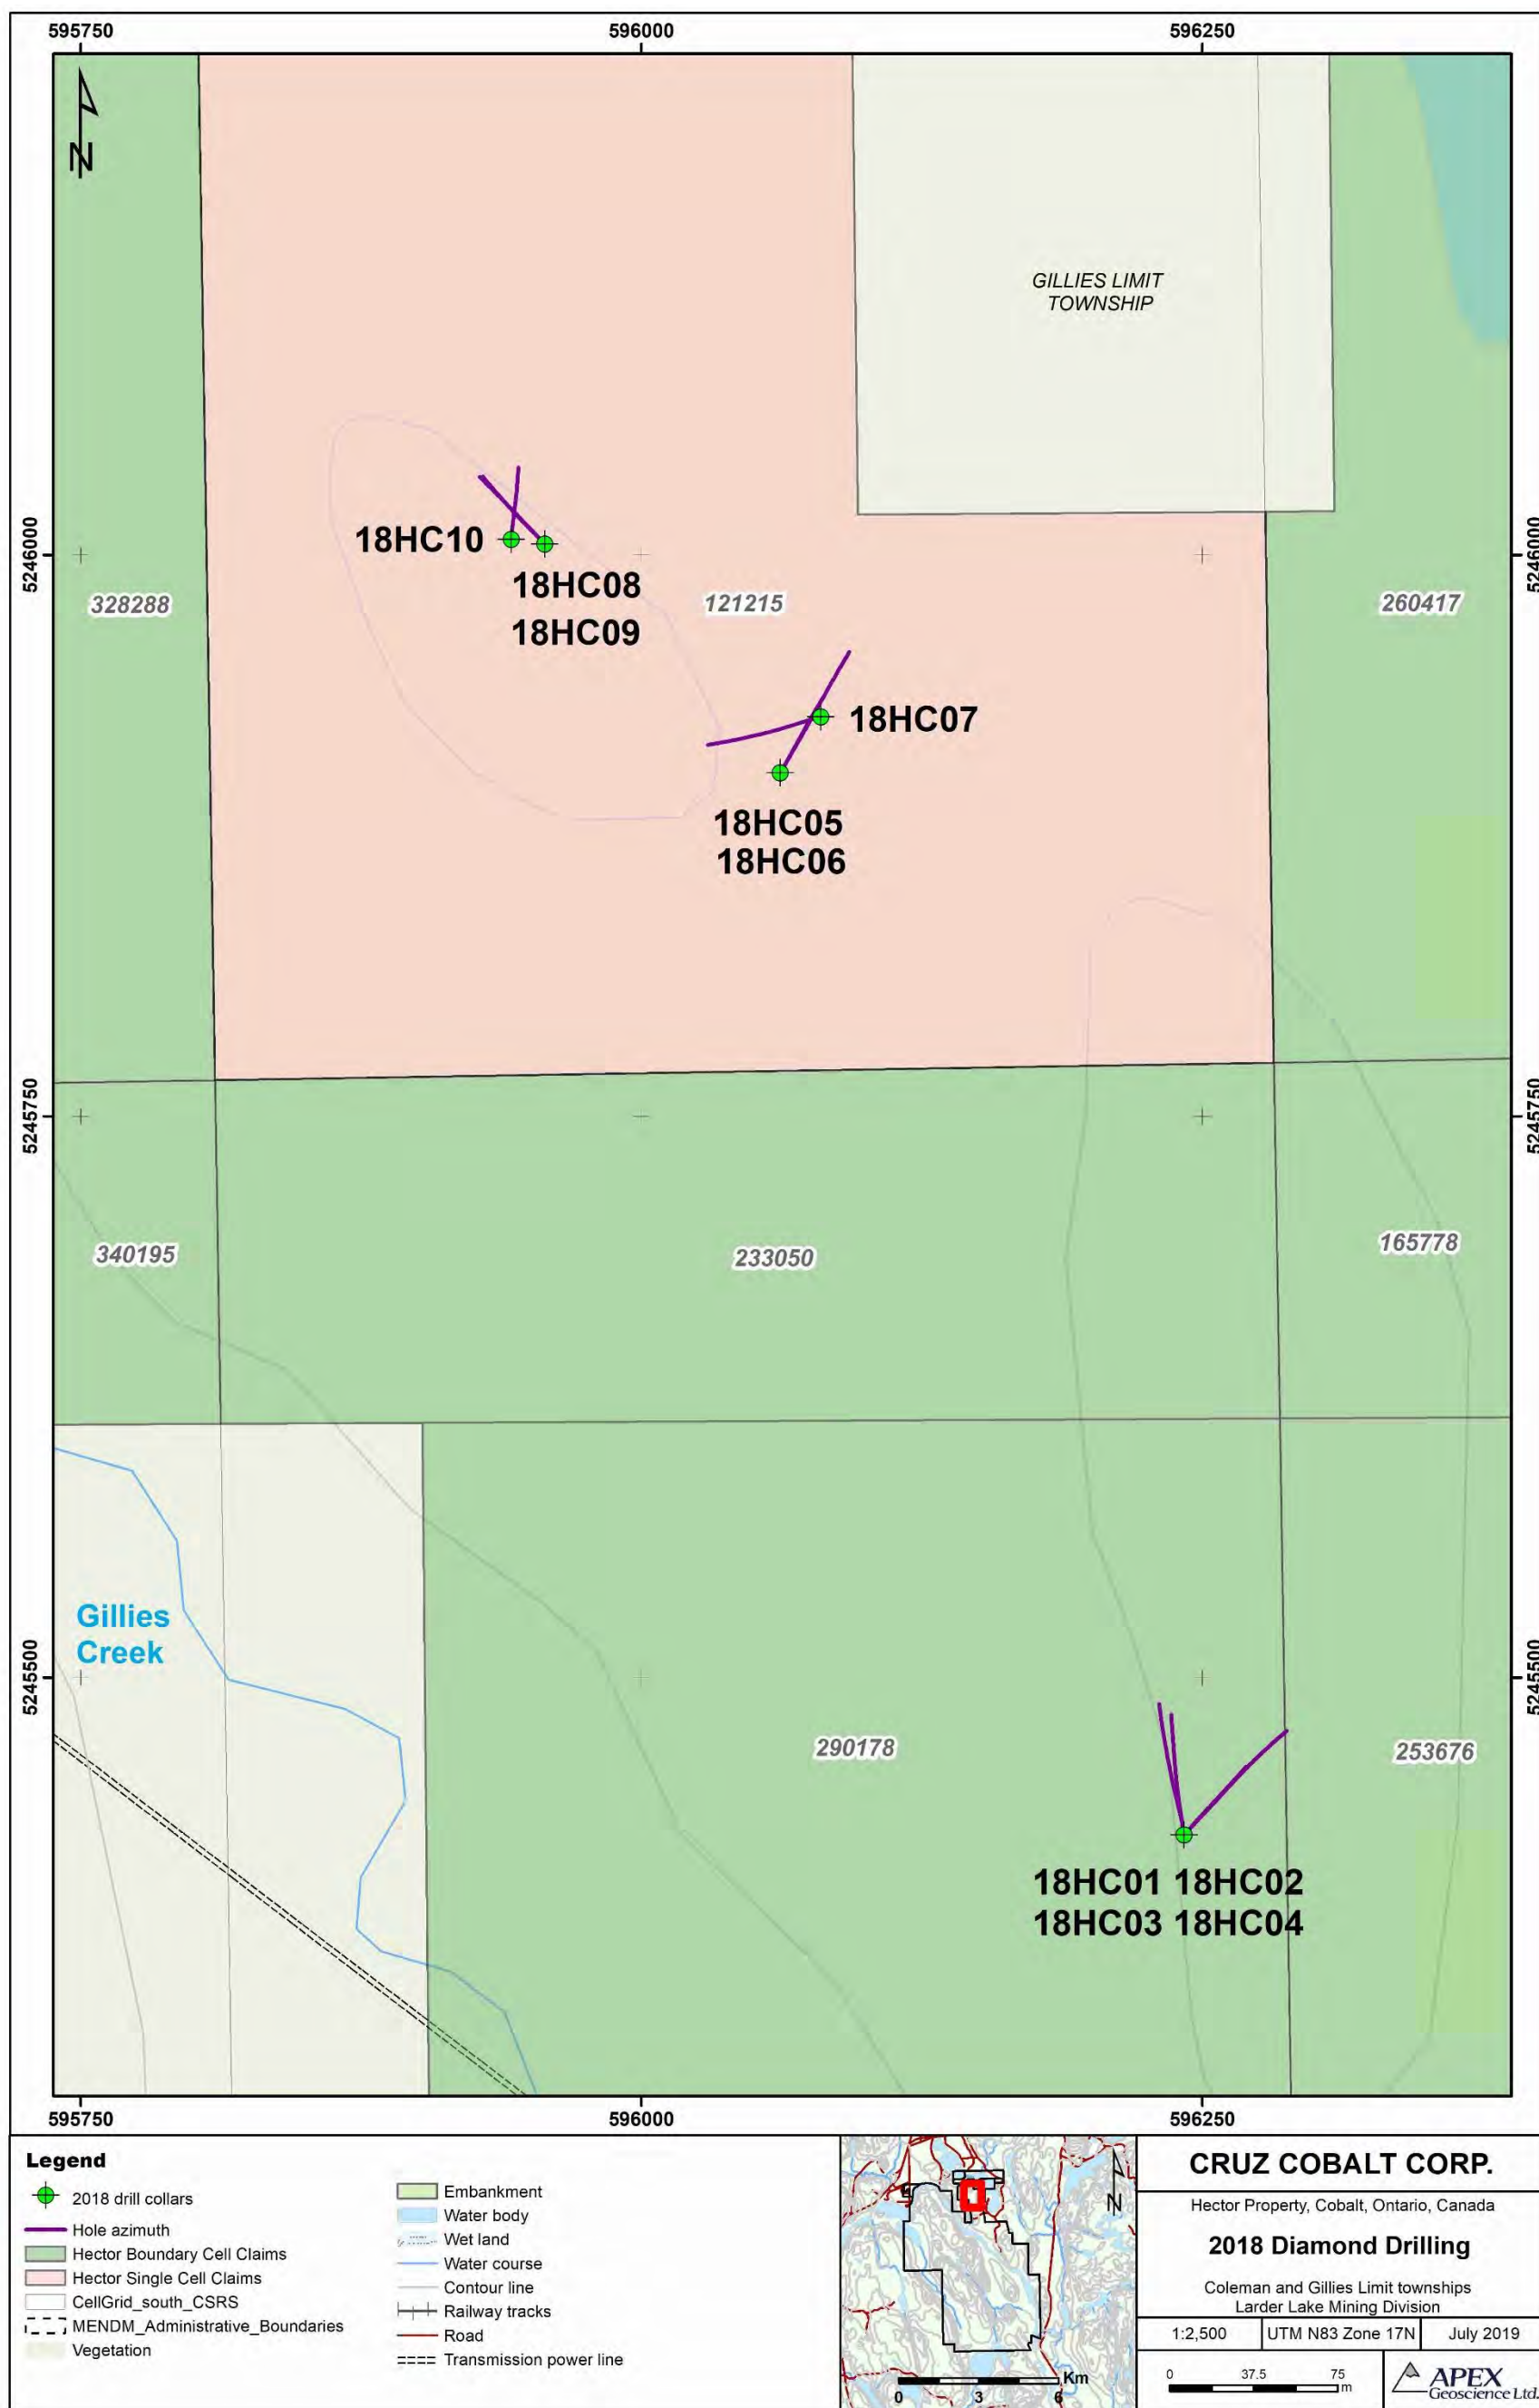 595750 596000 596250
N
GILLIES LIMIT
TOWNSHIP
5246000 5246000
18HC10
18HC08
18HC09
328288 121215 260417
18HC07
18HC05
18HC06
5245750 5245750
340195 233050 165778
Gillies
Creek
5245500 5245500
290178 253676
18HC01 18HC02
18HC03 18HC04
595750 596000 596250
Legend
2018 drill collars
Hole azimuth
Hector Boundary Cell Claims
Hector Single Cell Claims
CellGrid_south_CSRS
MENDM_Administrative_Boundaries
Vegetation
Embankment
Water body
Wet land
Water course
Contour line
Railway tracks
Road
Transmission power line
N
Km
0 3 6
CRUZ COBALT CORP.
Hector Property, Cobalt, Ontario, Canada
2018 Diamond Drilling
Coleman and Gillies Limit townships
Larder Lake Mining Division
1:2,500 UTM N83 Zone 17N July 2019
0 37.5 75
m
APEX
Geoscience Ltd